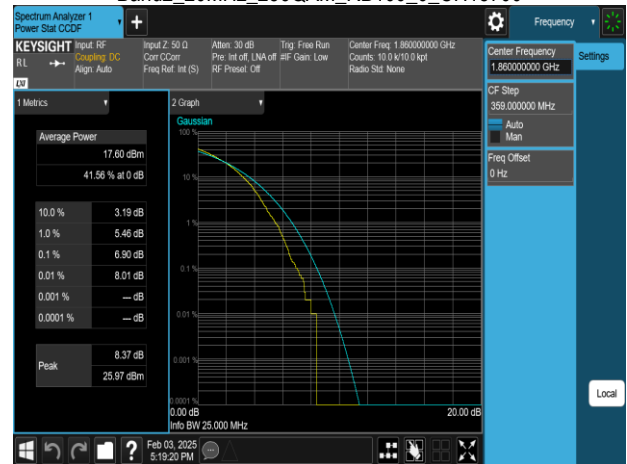 Spectrum Analyzer 1
Power Stat CCDF
Frequency
KEYSIGHT
RL
LXI
Input: RF
Coupling: DC
Align: Auto
Input Z: 50 Ω
Corr CCorr
Freq Ref: Int (S)
Atten: 30 dB
Pre: Int off, LNA off
RF Preset: Off
Trig: Free Run
#IF Gain: Low
Center Freq: 1.860000000 GHz
Counts: 10.0 k/10.0 kpt
Radio Std: None
Center Frequency
1.860000000 GHz
Settings
CF Step
359.000000 MHz
Auto
Man
Freq Offset
0 Hz
Local
1 Metrics
Average Power
17.60 dBm
41.56 % at 0 dB
10.0 % 3.19 dB
1.0 % 5.46 dB
0.1 % 6.90 dB
0.01 % 8.01 dB
0.001 % --- dB
0.0001 % --- dB
Peak
8.37 dB
25.97 dBm
2 Graph
Gaussian
100 %
10 %
1 %
0.1 %
0.01 %
0.001 %
0.0001 %
0.00 dB
20.00 dB
Info BW 25.000 MHz
Feb 03, 2025
5:19:20 PM